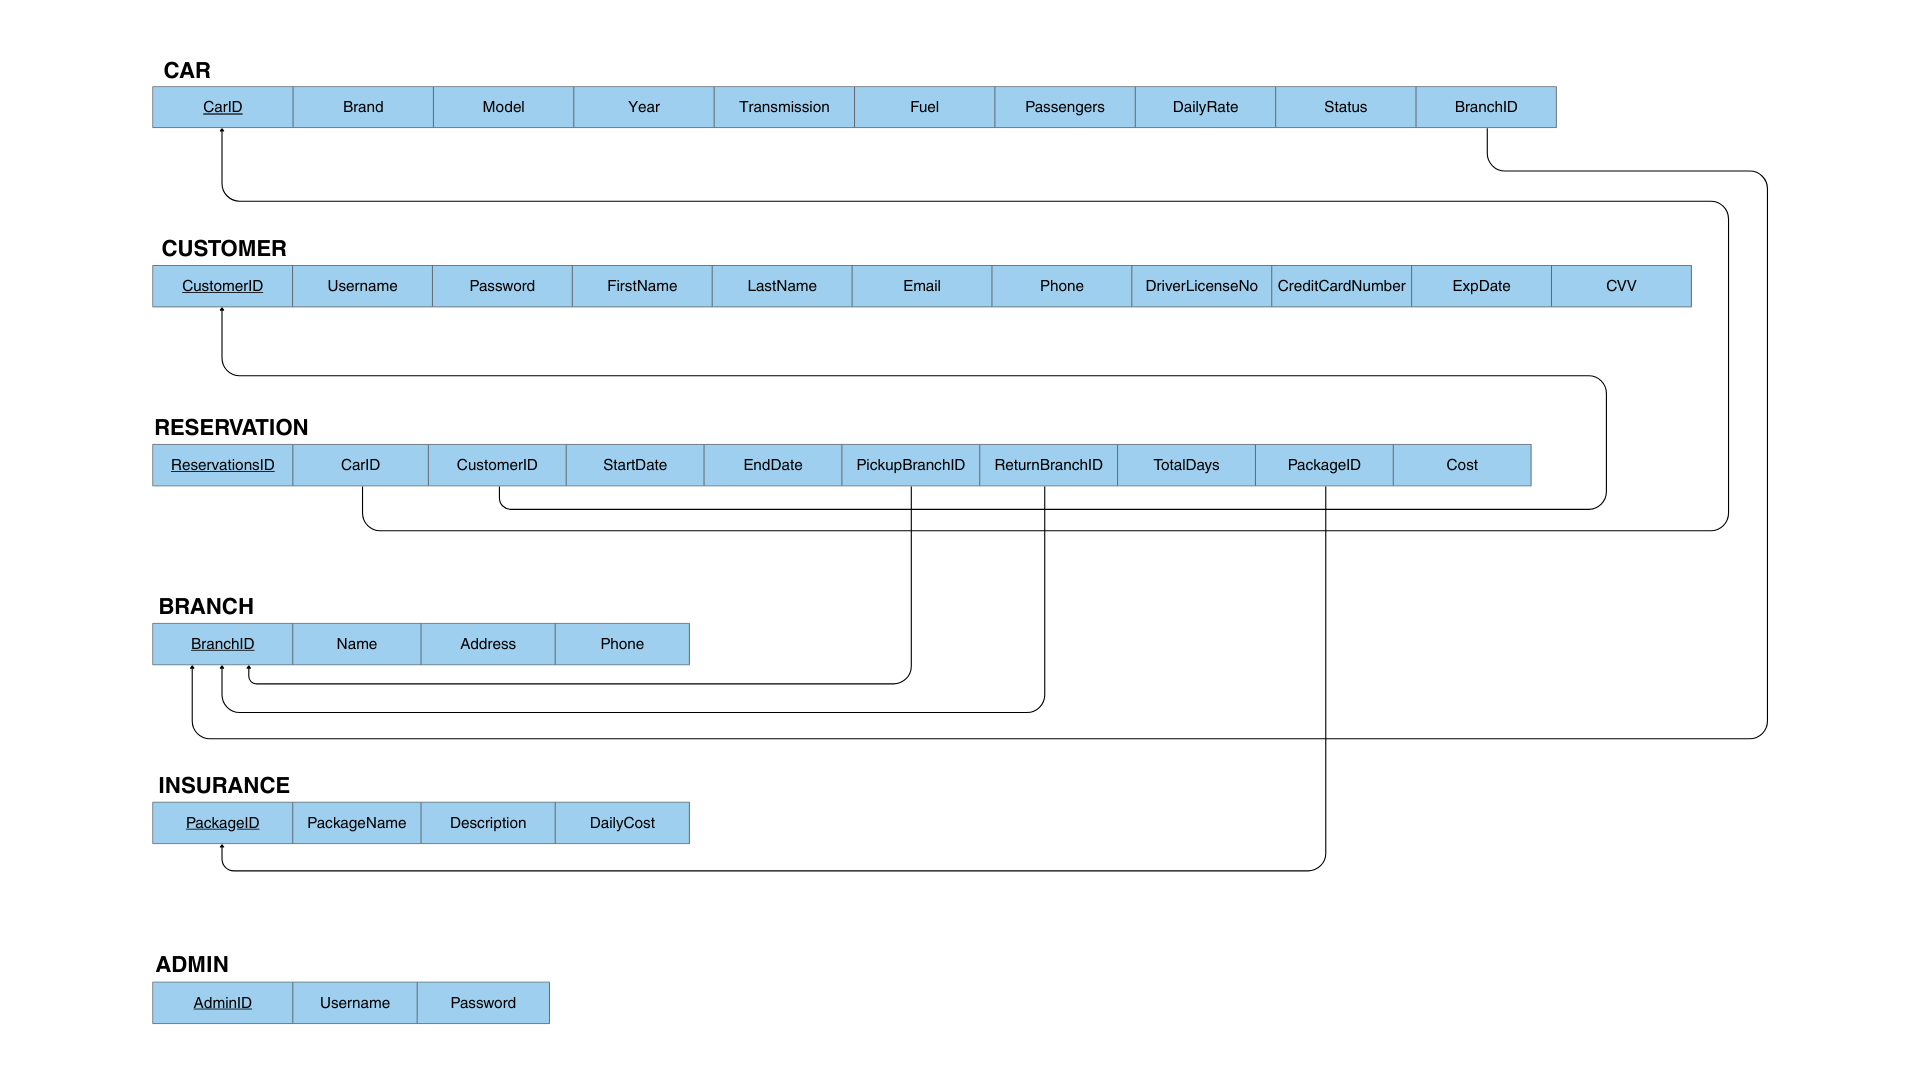 CAR
CarID Brand Model Year Transmission Fuel Passengers DailyRate Status BranchID
CUSTOMER
CustomerID Username Password FirstName LastName Email Phone DriverLicenseNo CreditCardNumber ExpDate CVV
RESERVATION
ReservationsID CarID CustomerID StartDate EndDate PickupBranchID ReturnBranchID TotalDays PackageID Cost
BRANCH
BranchID Name Address Phone
INSURANCE
PackageID PackageName Description DailyCost
ADMIN
AdminID Username Password